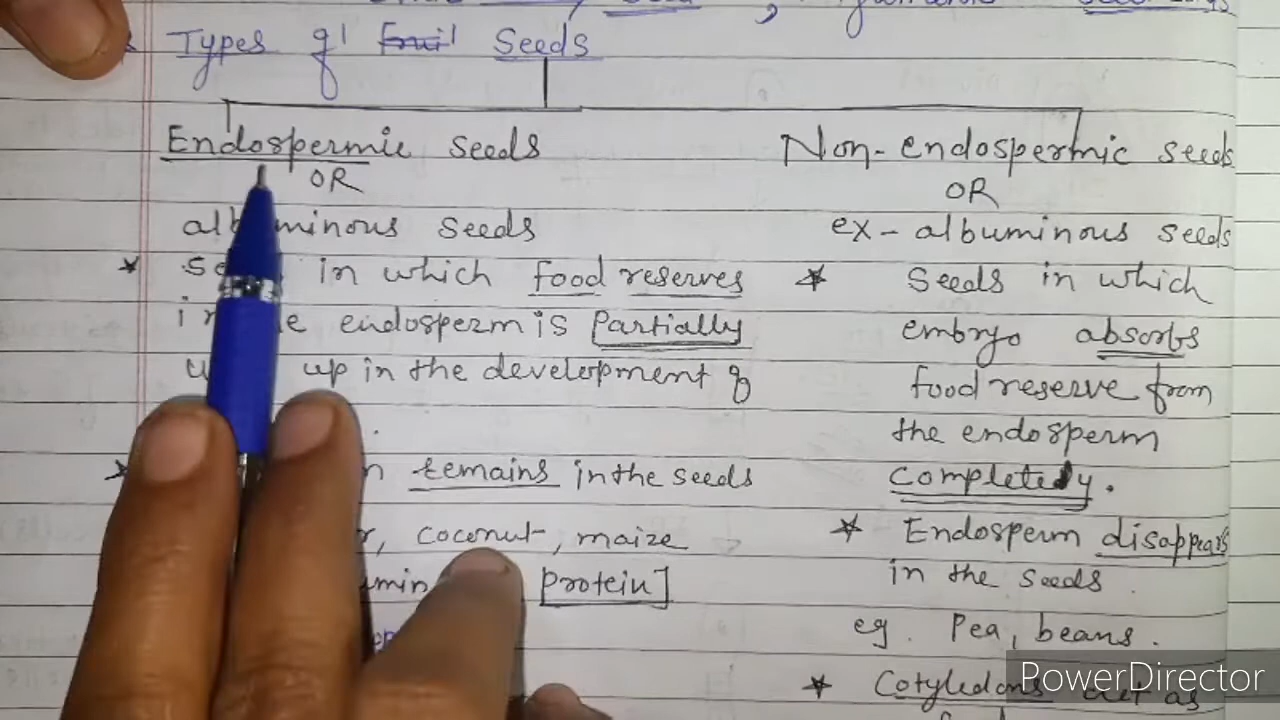 Types of Seeds
Endospermic seeds
OR
albuminous seeds
in which food reserves
endosperm is Partially
up in the development of
remains in the seeds
coconut, maize
protein]
Non-endospermic seeds
OR
ex-albuminous seeds
* Seeds in which
embryo absorbs
food reserve from
the endosperm
completely.
* Endosperm disappears
in the seeds.
eg. Pea, beans.
* Cotyledons act as
PowerDirector